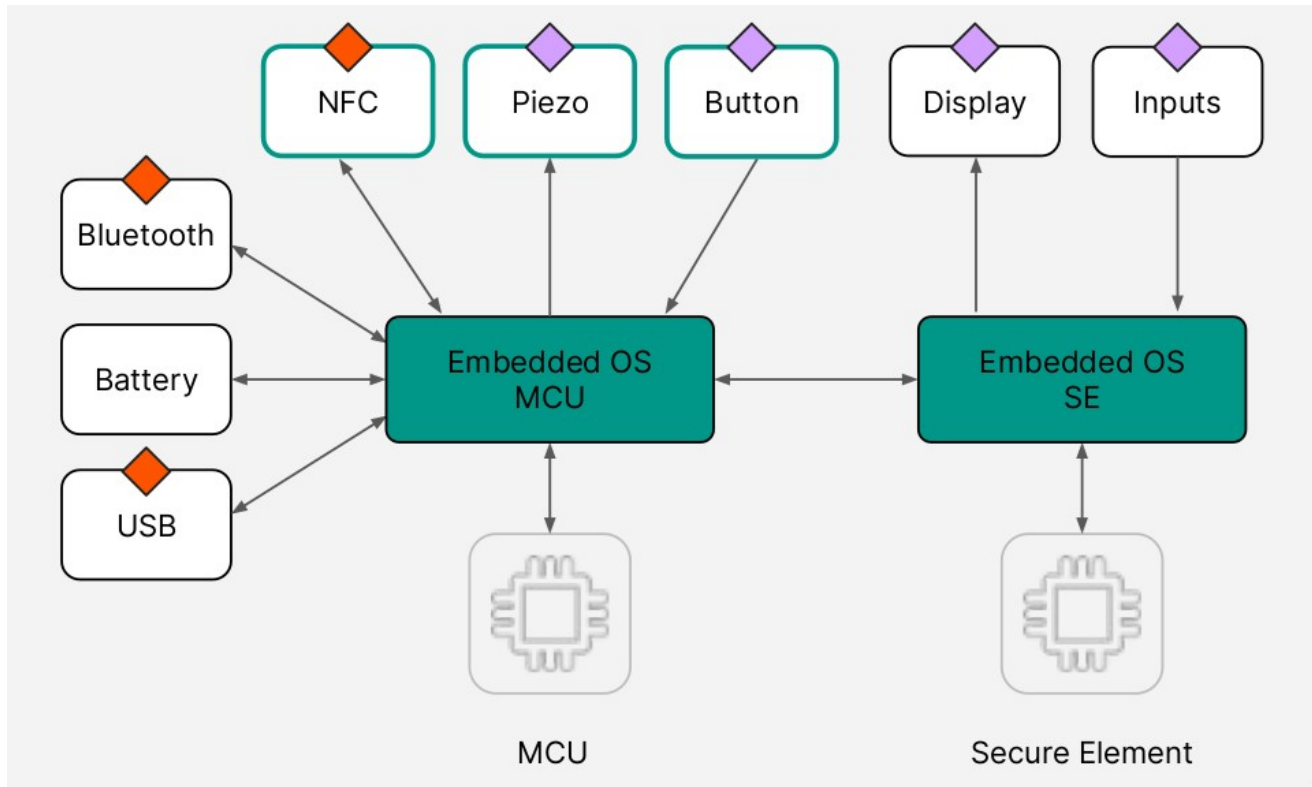 NFC
Piezo
Button
Display
Inputs
Bluetooth
Battery
USB
Embedded OS
MCU
Embedded OS
SE
MCU
Secure Element